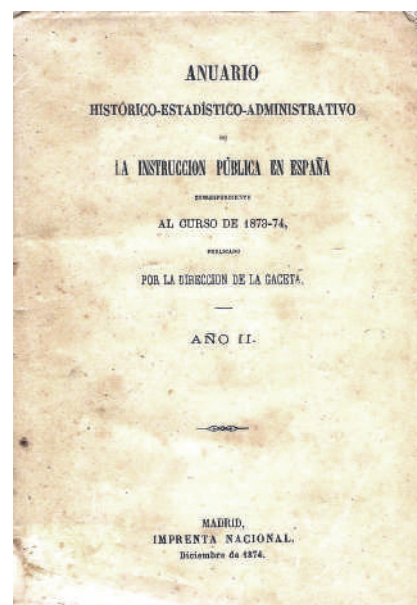 ANUARIO
HISTÓRICO-ESTADÍSTICO-ADMINISTRATIVO
DE
LA INSTRUCCION PÚBLICA EN ESPAÑA
CORRESPONDIENTE
AL CURSO DE 1873-74,
PUBLICADO
POR LA DIRECCION DE LA GACETA.
AÑO II.
MADRID,
IMPRENTA NACIONAL.
Diciembre de 1874.